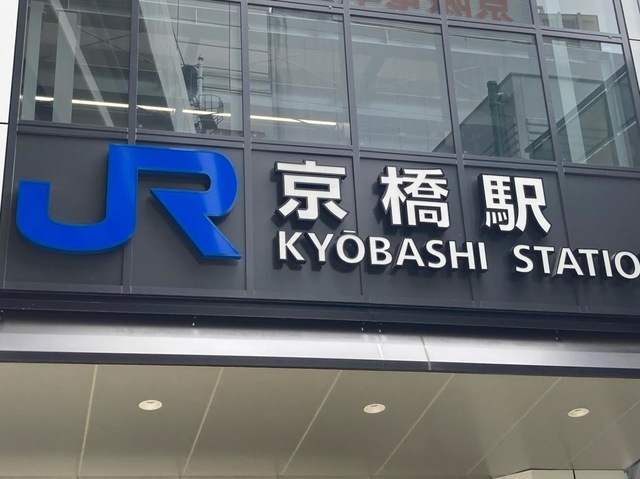 JR 京橋駅
KYŌBASHI STATIO